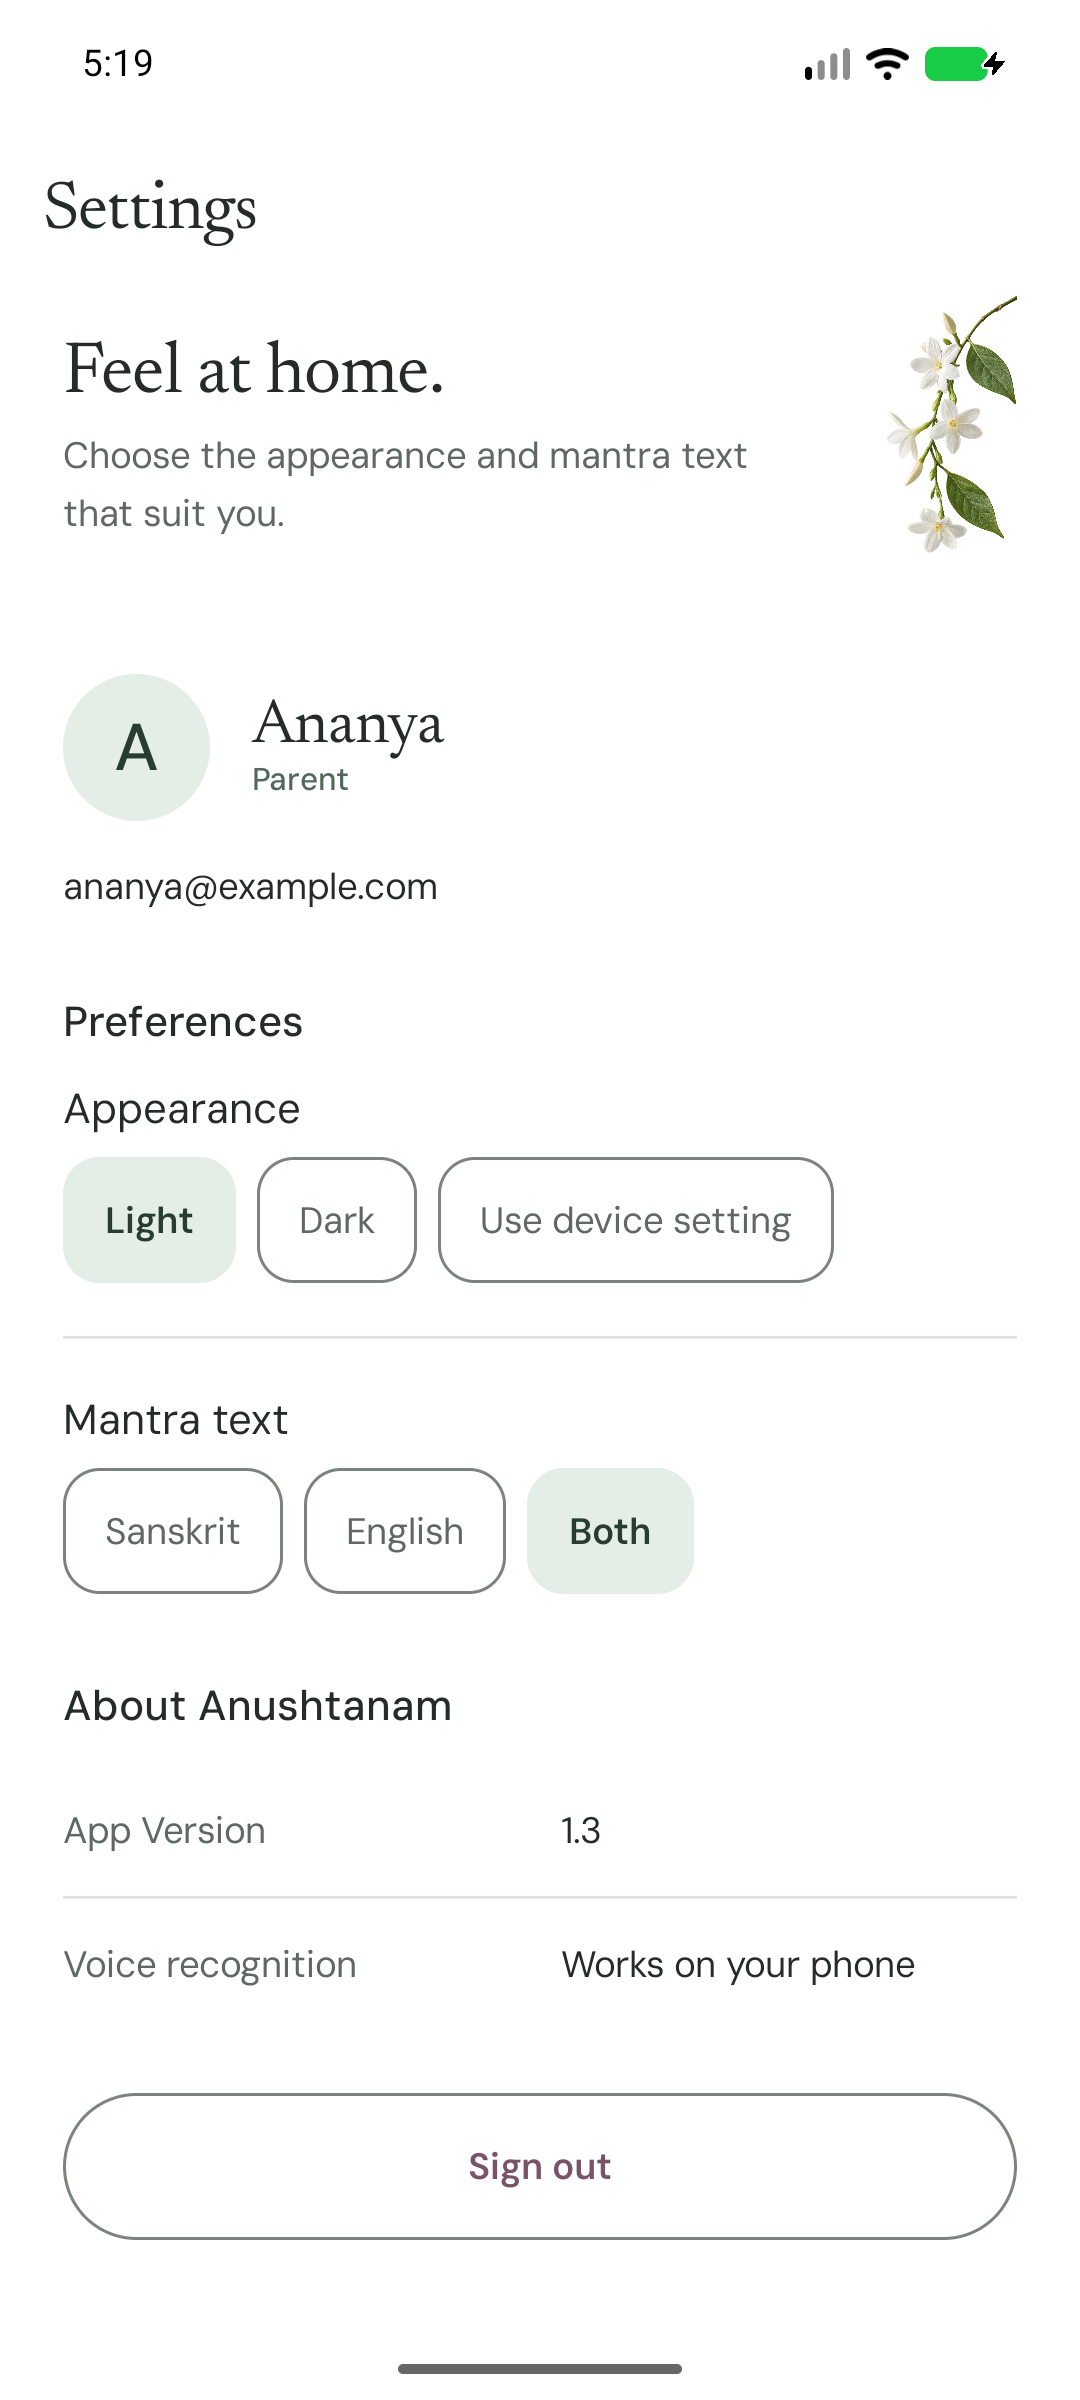 5:19
Settings
Feel at home.
Choose the appearance and mantra text
that suit you.
A
Ananya
Parent
ananya@example.com
Preferences
Appearance
Light
Dark
Use device setting
Mantra text
Sanskrit
English
Both
About Anushtanam
App Version
1.3
Voice recognition
Works on your phone
Sign out